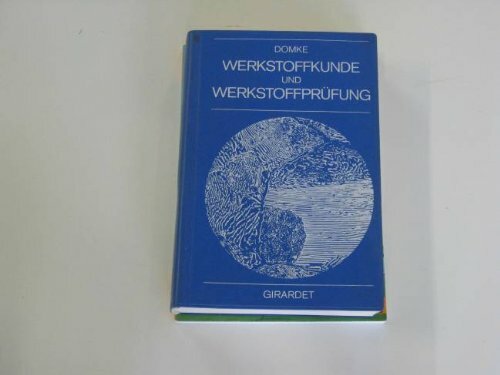 DOMKE
WERKSTOFFKUNDE
UND
WERKSTOFFPRÜFUNG
GIRARDET